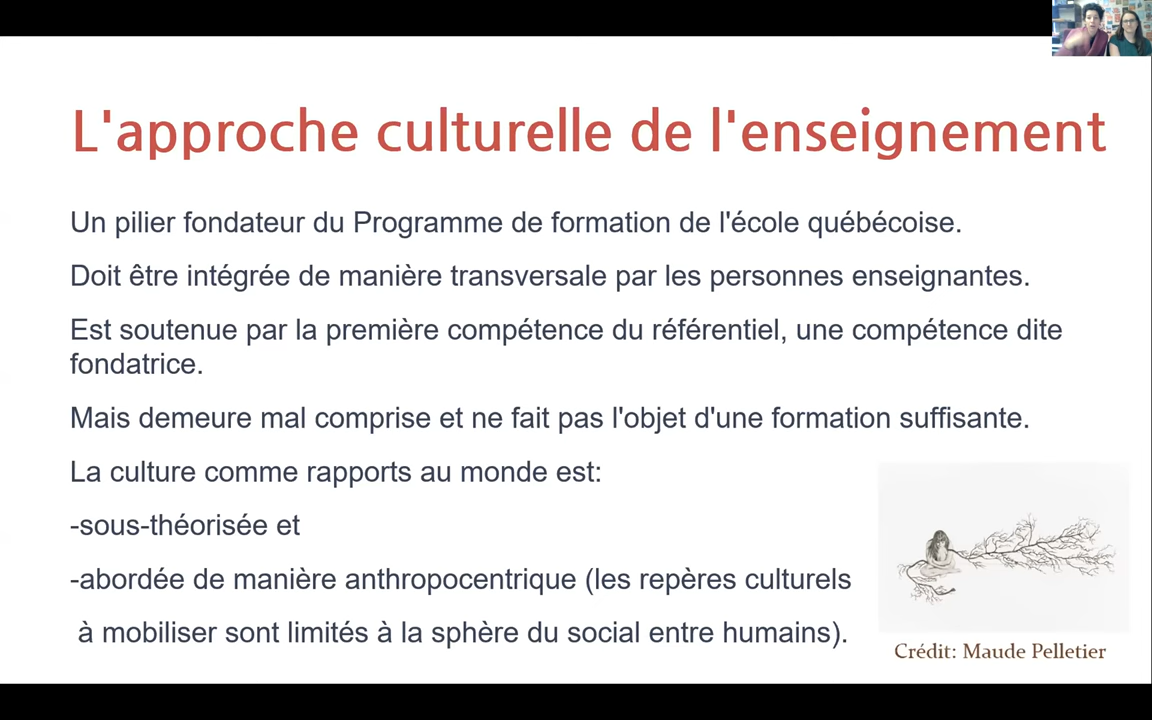 L'approche culturelle de l'enseignement
Un pilier fondateur du Programme de formation de l'école québécoise.
Doit être intégrée de manière transversale par les personnes enseignantes.
Est soutenue par la première compétence du référentiel, une compétence dite
fondatrice.
Mais demeure mal comprise et ne fait pas l'objet d'une formation suffisante.
La culture comme rapports au monde est:
-sous-théorisée et
-abordée de manière anthropocentrique (les repères culturels
à mobiliser sont limités à la sphère du social entre humains).
Crédit: Maude Pelletier